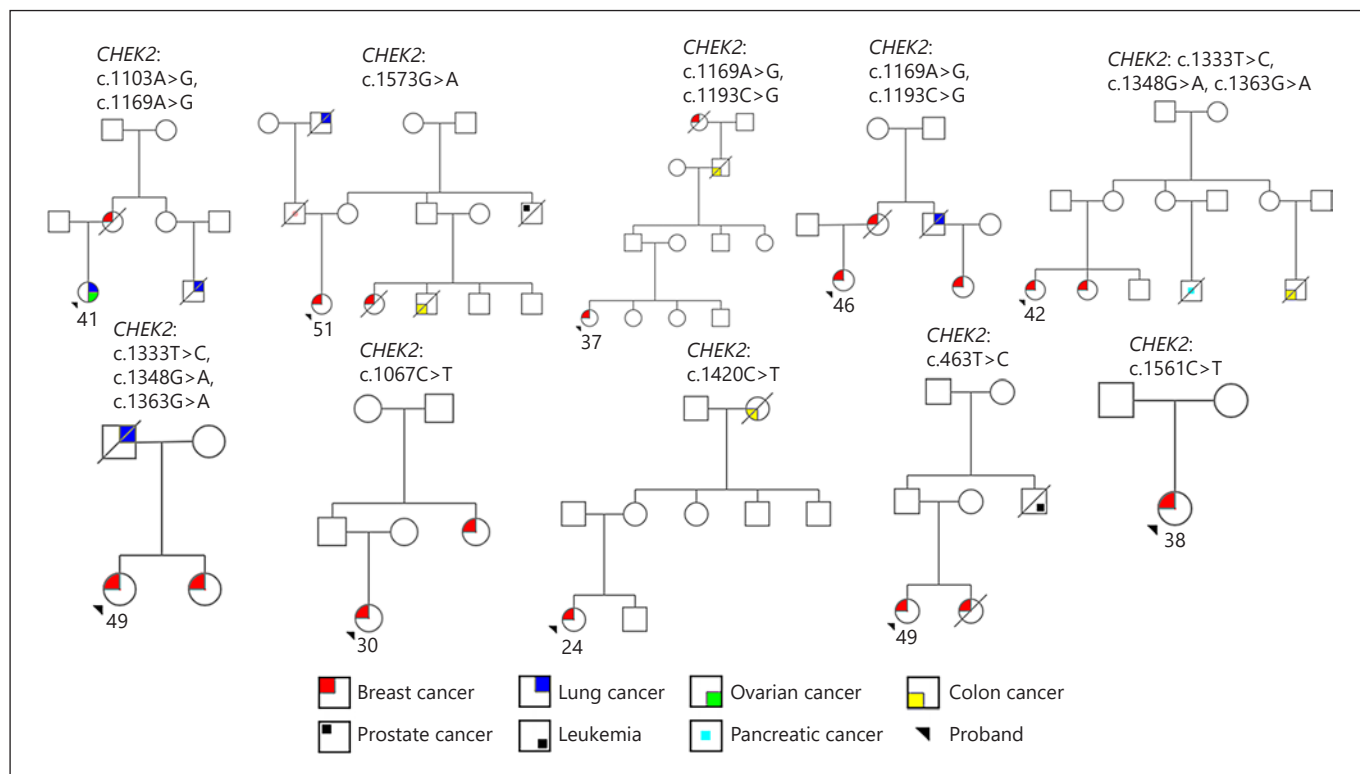 CHEK2:
c.1103A>G,
c.1169A>G
41
CHEK2:
c.1573G>A
51
CHEK2:
c.1169A>G,
c.1193C>G
37
CHEK2:
c.1169A>G,
c.1193C>G
46
CHEK2: c.1333T>C,
c.1348G>A, c.1363G>A
42
CHEK2:
c.1333T>C,
c.1348G>A,
c.1363G>A
49
CHEK2:
c.1067C>T
30
CHEK2:
c.1420C>T
24
CHEK2:
c.463T>C
49
CHEK2:
c.1561C>T
38
Breast cancer
Lung cancer
Ovarian cancer
Colon cancer
Prostate cancer
Leukemia
Pancreatic cancer
Proband